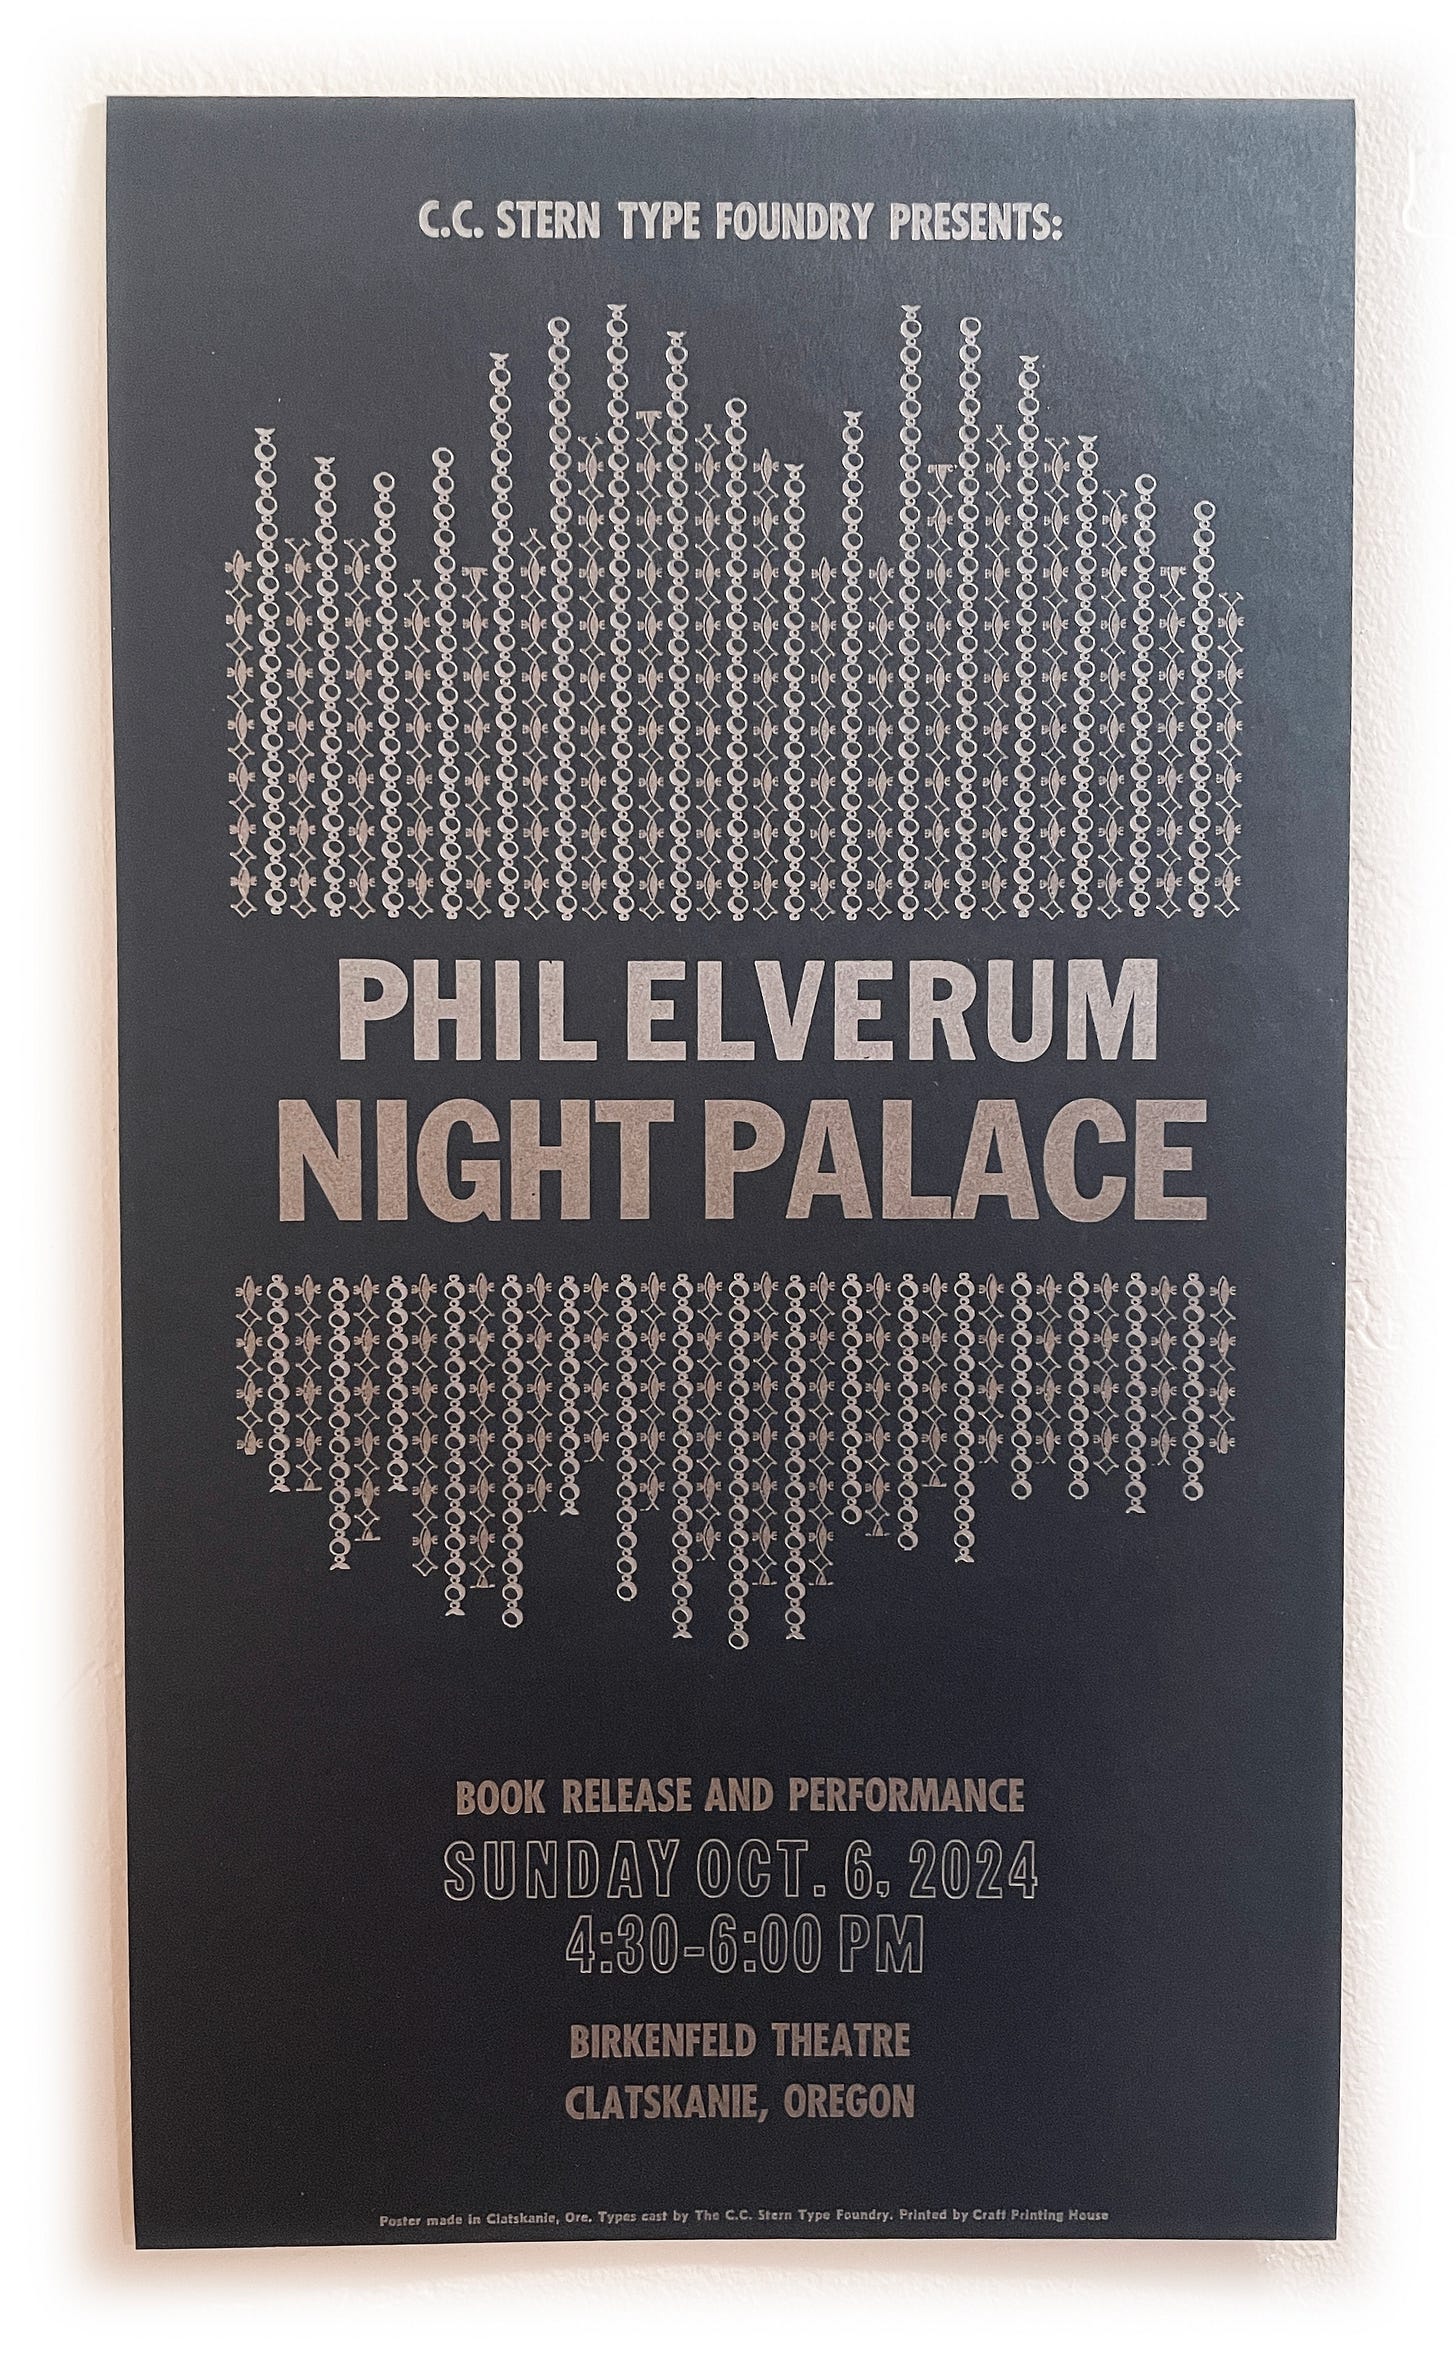 C.C. STERN TYPE FOUNDRY PRESENTS:
PHIL ELVERUM
NIGHT PALACE
BOOK RELEASE AND PERFORMANCE
SUNDAY OCT. 6, 2024
4:30-6:00 PM
BIRKENFELD THEATRE
CLATSKANIE, OREGON
Poster made in Clatskanie, Ore. Types cast by The C.C. Stern Type Foundry. Printed by Craft Printing House